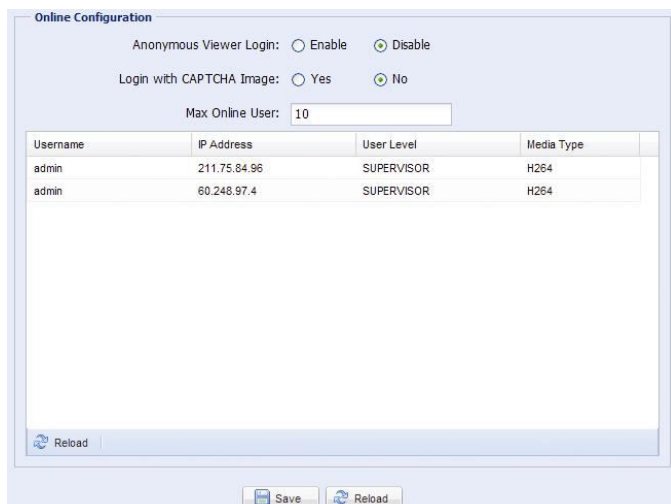 Online Configuration
Anonymous Viewer Login: Enable Disable
Login with CAPTCHA Image: Yes No
Max Online User: 10
Username IP Address User Level Media Type
admin 211.75.84.96 SUPERVISOR H264
admin 60.248.97.4 SUPERVISOR H264
Reload
Save Reload